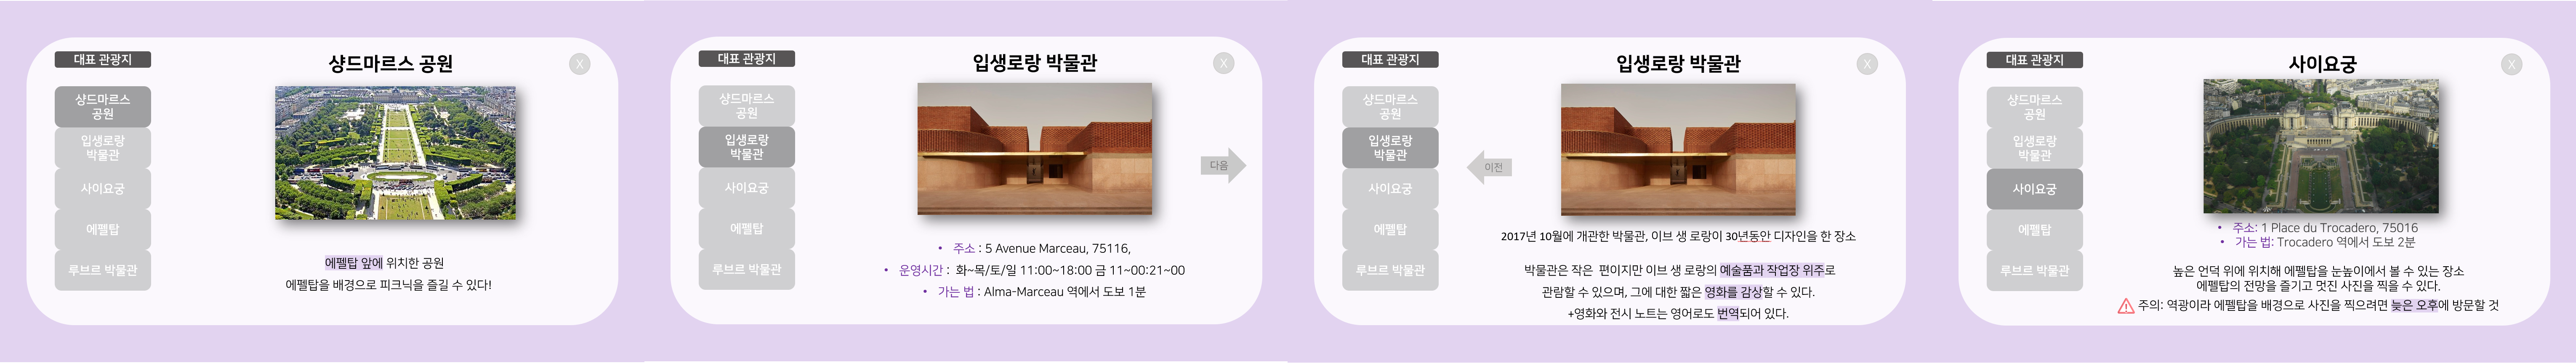 대표 관광지
샹드마르스 공원
X
샹드마르스
공원
입생로랑
박물관
사이요궁
에펠탑
루브르 박물관
에펠탑 앞에 위치한 공원
에펠탑을 배경으로 피크닉을 즐길 수 있다!
대표 관광지
입생로랑 박물관
X
샹드마르스
공원
입생로랑
박물관
사이요궁
에펠탑
루브르 박물관
다음
• 주소 : 5 Avenue Marceau, 75116,
• 운영시간 : 화~목/토/일 11:00~18:00 금 11~00:21~00
• 가는 법 : Alma-Marceau 역에서 도보 1분
대표 관광지
입생로랑 박물관
X
샹드마르스
공원
입생로랑
박물관
사이요궁
에펠탑
루브르 박물관
이전
2017년 10월에 개관한 박물관, 이브 생 로랑이 30년동안 디자인을 한 장소
박물관은 작은 편이지만 이브 생 로랑의 예술품과 작업장 위주로
관람할 수 있으며, 그에 대한 짧은 영화를 감상할 수 있다.
+영화와 전시 노트는 영어로도 번역되어 있다.
대표 관광지
사이요궁
X
샹드마르스
공원
입생로랑
박물관
사이요궁
에펠탑
루브르 박물관
• 주소: 1 Place du Trocadero, 75016
• 가는 법: Trocadero 역에서 도보 2분
높은 언덕 위에 위치해 에펠탑을 눈높이에서 볼 수 있는 장소
에펠탑의 전망을 즐기고 멋진 사진을 찍을 수 있다.
주의: 역광이라 에펠탑을 배경으로 사진을 찍으려면 늦은 오후에 방문할 것